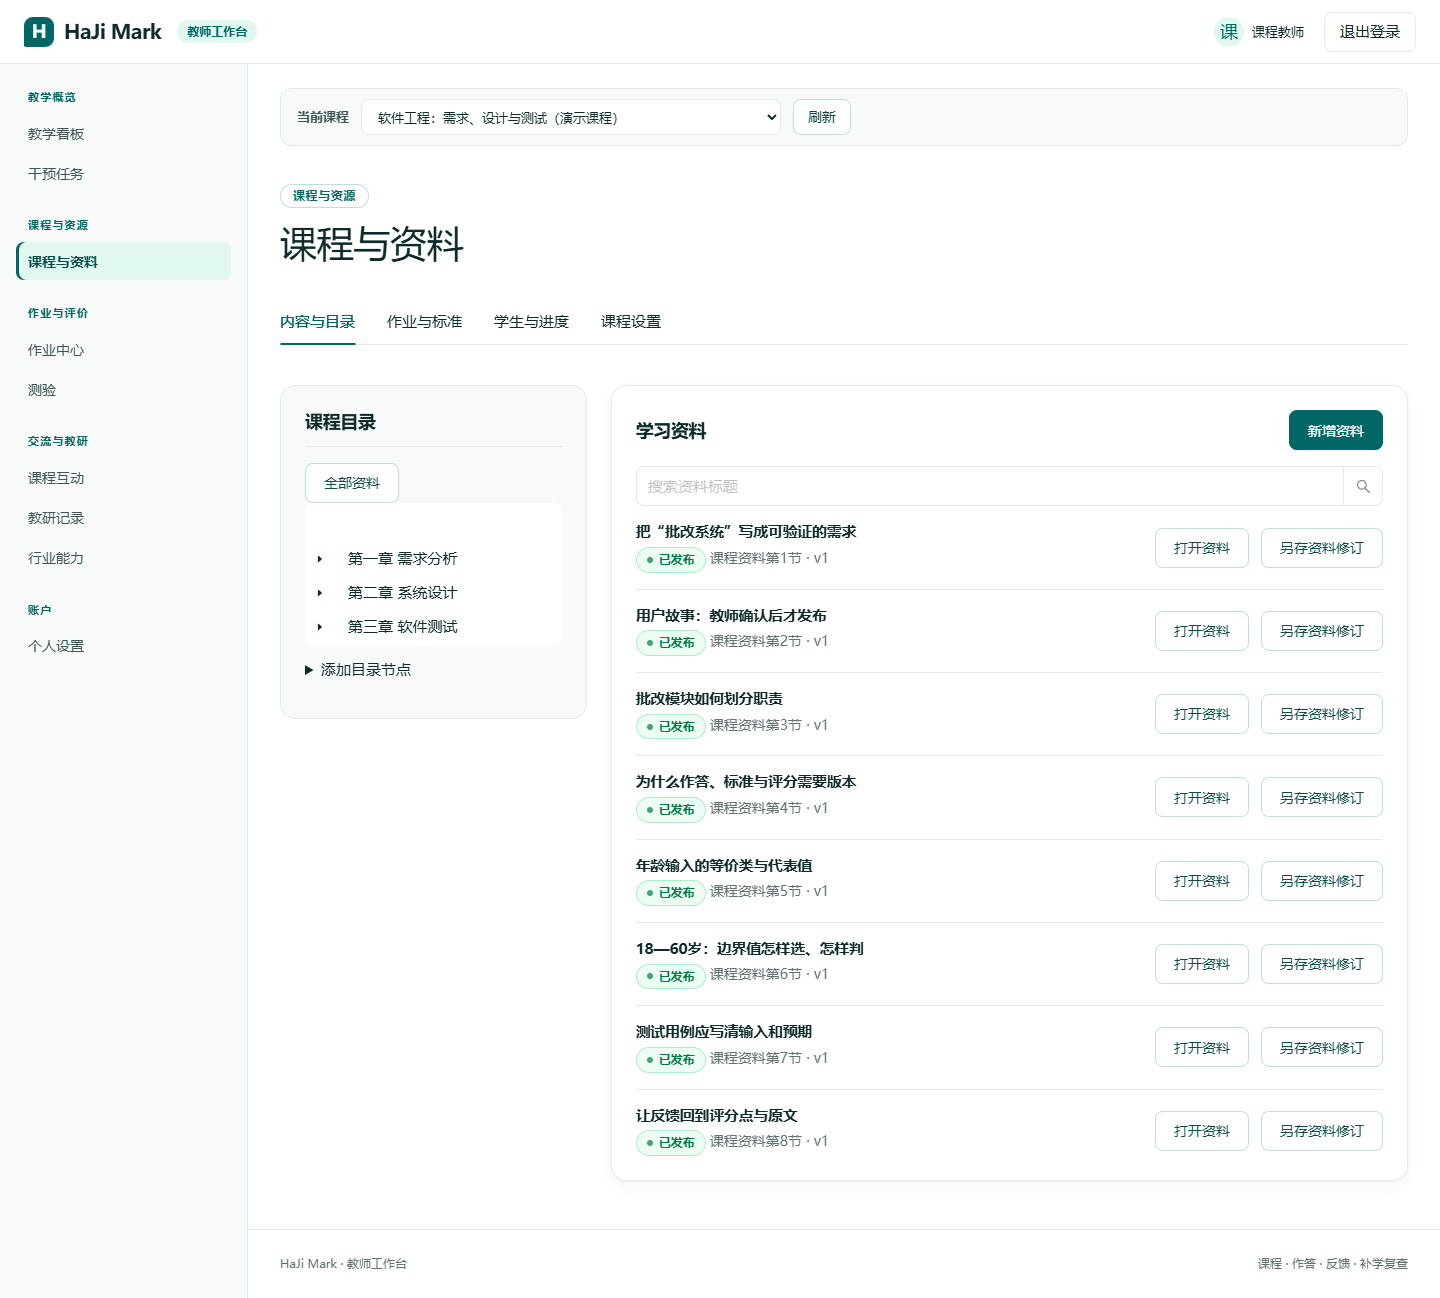 H HaJi Mark 教师工作台
课 课程教师 退出登录
教学概览
教学看板
干预任务
课程与资源
课程与资料
作业与评价
作业中心
测验
交流与教研
课程互动
教研记录
行业能力
账户
个人设置
当前课程 软件工程：需求、设计与测试（演示课程） 刷新
课程与资源
课程与资料
内容与目录 作业与标准 学生与进度 课程设置
课程目录
全部资料
第一章 需求分析
第二章 系统设计
第三章 软件测试
添加目录节点
学习资料 新增资料
搜索资料标题
把“批改系统”写成可验证的需求
已发布 课程资料第1节 · v1
打开资料 另存资料修订
用户故事：教师确认后才发布
已发布 课程资料第2节 · v1
打开资料 另存资料修订
批改模块如何划分职责
已发布 课程资料第3节 · v1
打开资料 另存资料修订
为什么作答、标准与评分需要版本
已发布 课程资料第4节 · v1
打开资料 另存资料修订
年龄输入的等价类与代表值
已发布 课程资料第5节 · v1
打开资料 另存资料修订
18—60岁：边界值怎样选、怎样判
已发布 课程资料第6节 · v1
打开资料 另存资料修订
测试用例应写清输入和预期
已发布 课程资料第7节 · v1
打开资料 另存资料修订
让反馈回到评分点与原文
已发布 课程资料第8节 · v1
打开资料 另存资料修订
HaJi Mark · 教师工作台
课程 · 作答 · 反馈 · 补学复查